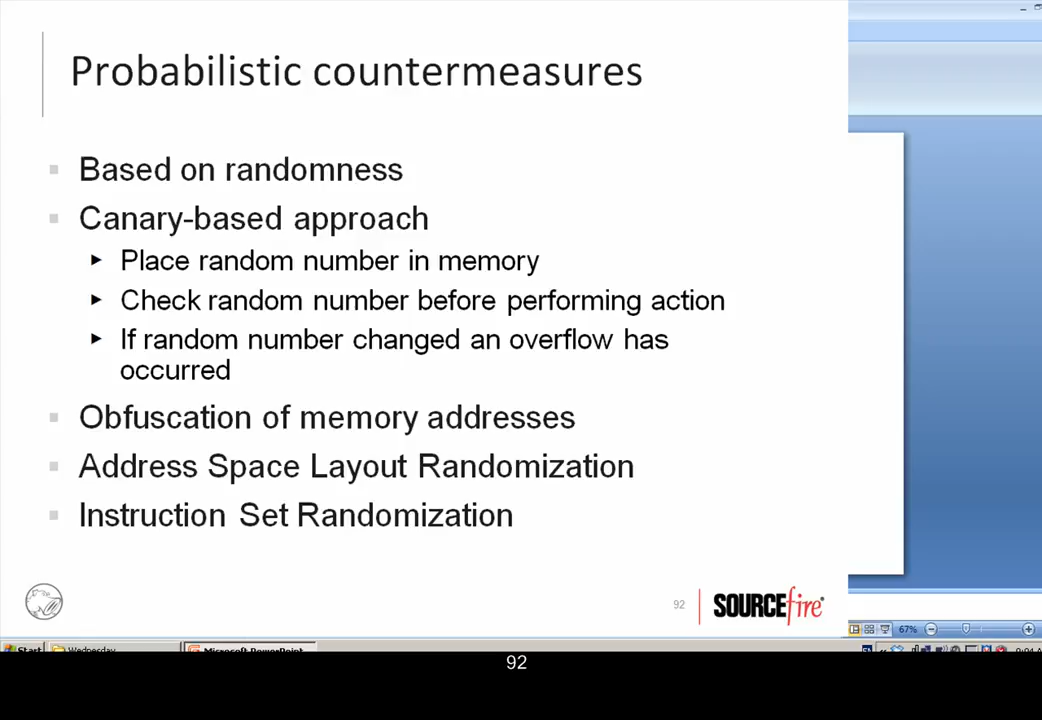 Probabilistic countermeasures
Based on randomness
Canary-based approach
Place random number in memory
Check random number before performing action
If random number changed an overflow has
occurred
Obfuscation of memory addresses
Address Space Layout Randomization
Instruction Set Randomization
92
SOURCEfire
67%
Start
Wednesday
Microsoft PowerPoint
92